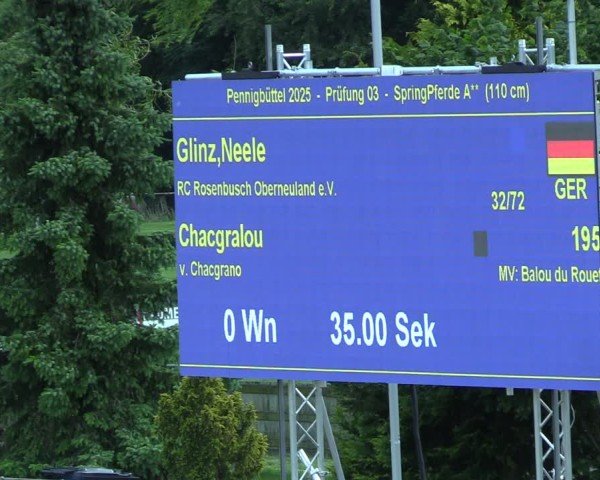 Pennigbüttel 2025 - Prüfung 03 - SpringPferde A** (110 cm)
Glinz,Neele
RC Rosenbusch Oberneuland e.V.
32/72
GER
Chacgralou
195
v. Chacgrano
MV: Balou du Rouet
0 Wn
35.00 Sek